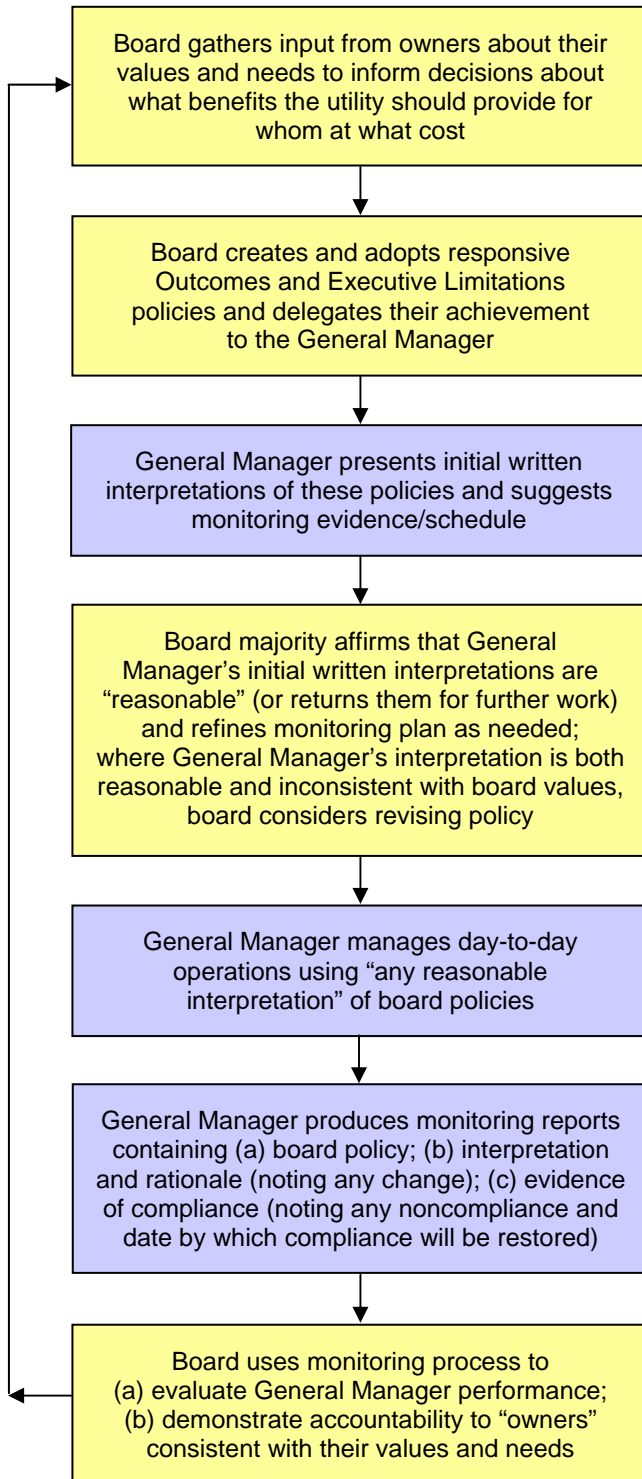 Board gathers input from owners about their
values and needs to inform decisions about
what benefits the utility should provide for
whom at what cost
Board creates and adopts responsive
Outcomes and Executive Limitations
policies and delegates their achievement
to the General Manager
General Manager presents initial written
interpretations of these policies and suggests
monitoring evidence/schedule
Board majority affirms that General
Manager’s initial written interpretations are
“reasonable” (or returns them for further work)
and refines monitoring plan as needed;
where General Manager’s interpretation is both
reasonable and inconsistent with board values,
board considers revising policy
General Manager manages day-to-day
operations using “any reasonable
interpretation” of board policies
General Manager produces monitoring reports
containing (a) board policy; (b) interpretation
and rationale (noting any change); (c) evidence
of compliance (noting any noncompliance and
date by which compliance will be restored)
Board uses monitoring process to
(a) evaluate General Manager performance;
(b) demonstrate accountability to “owners”
consistent with their values and needs